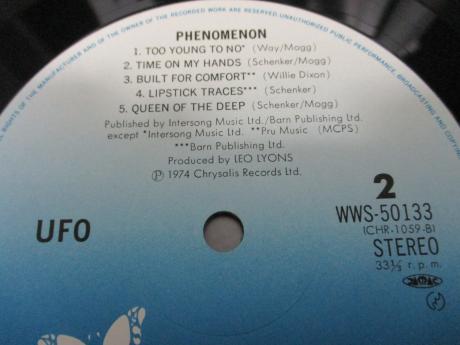 OF THE MANUFACTURER AND OF THE OWNER OF THE RECORDED WORK ARE RESERVED. UNAUTHORIZED PUBLIC PERFORMANCE, BROADCASTING AND
PHENOMENON
1. TOO YOUNG TO NO* (Way/Mogg)
2. TIME ON MY HANDS (Schenker/Mogg)
3. BUILT FOR COMFORT** (Willie Dixon)
4. LIPSTICK TRACES*** (Schenker)
5. QUEEN OF THE DEEP (Schenker/Mogg)
Published by Intersong Music Ltd./Barn Publishing Ltd.
except *Intersong Music Ltd. **Pru Music (MCPS)
***Barn Publishing Ltd.
Produced by LEO LYONS
Ⓟ 1974 Chrysalis Records Ltd.
UFO
2
WWS-50133
(CHR-1059-B)
STEREO
33⅓ r.p.m.